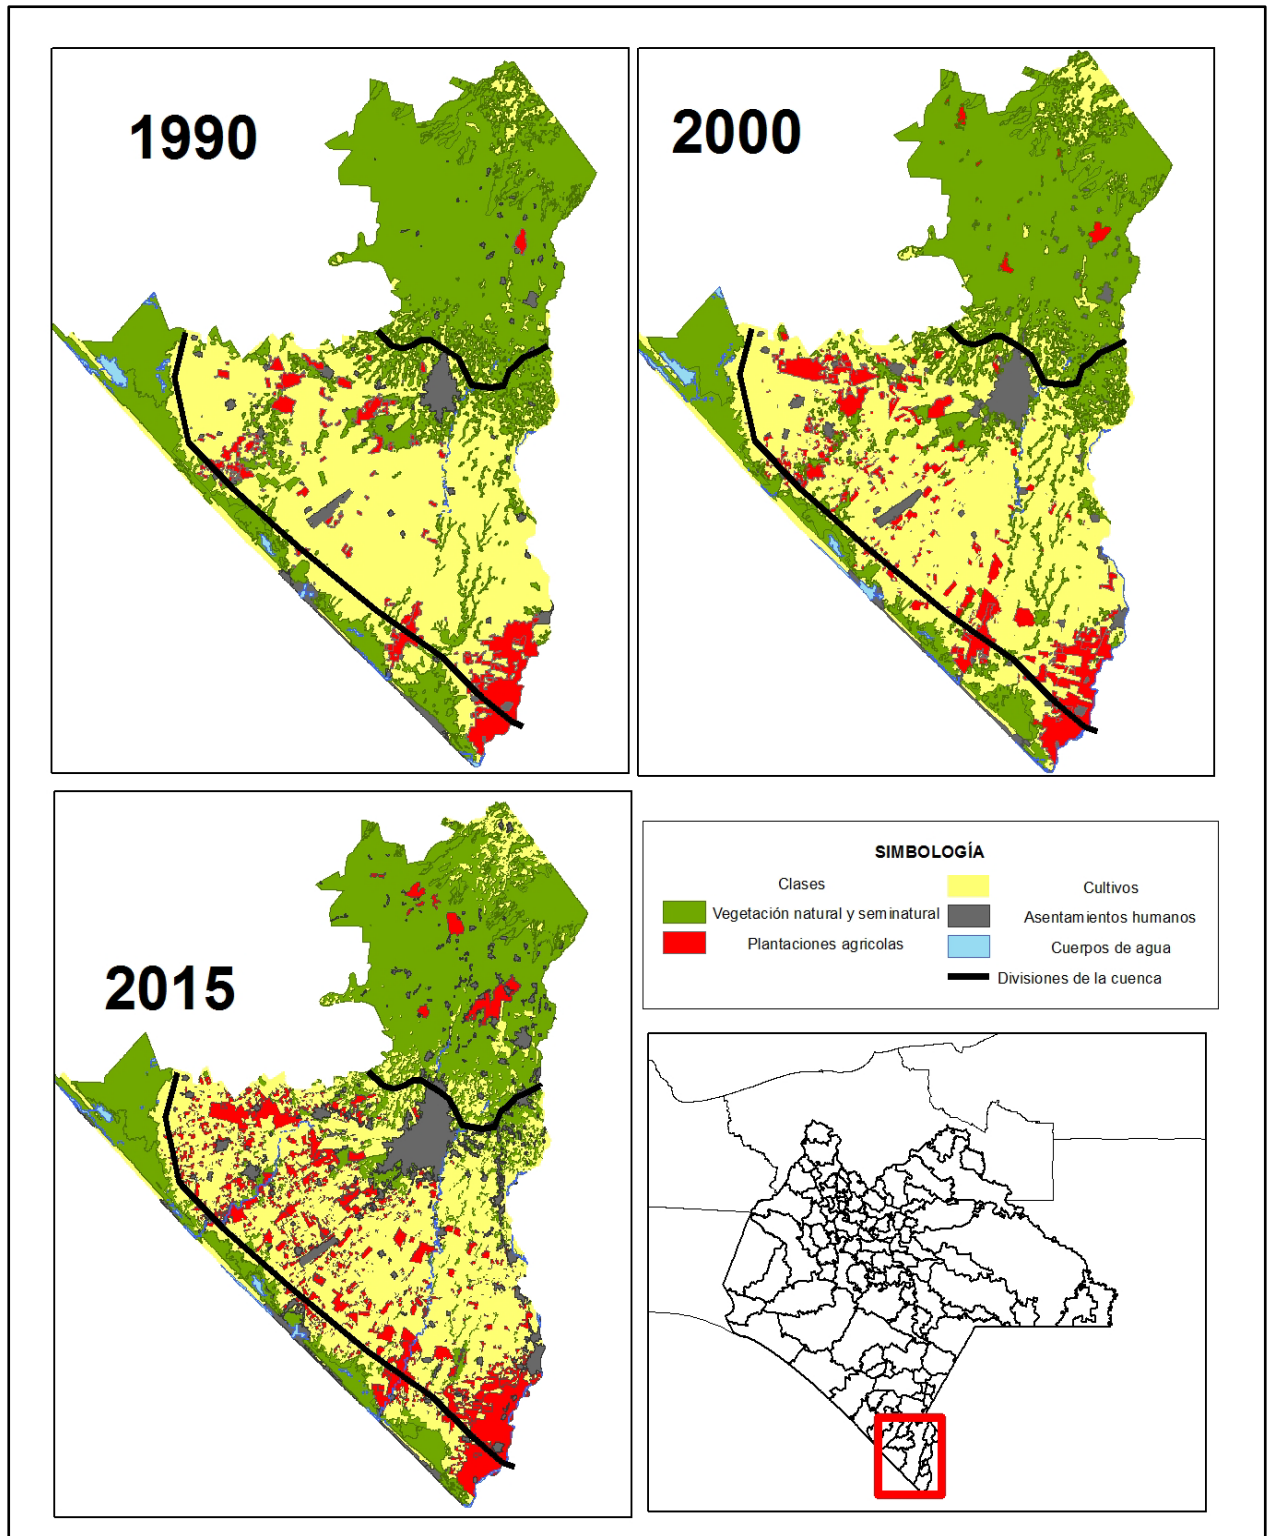 1990
2000
2015
SIMBOLOGÍA
Clases
Vegetación natural y seminatural
Plantaciones agricolas
Cultivos
Asentamientos humanos
Cuerpos de agua
Divisiones de la cuenca